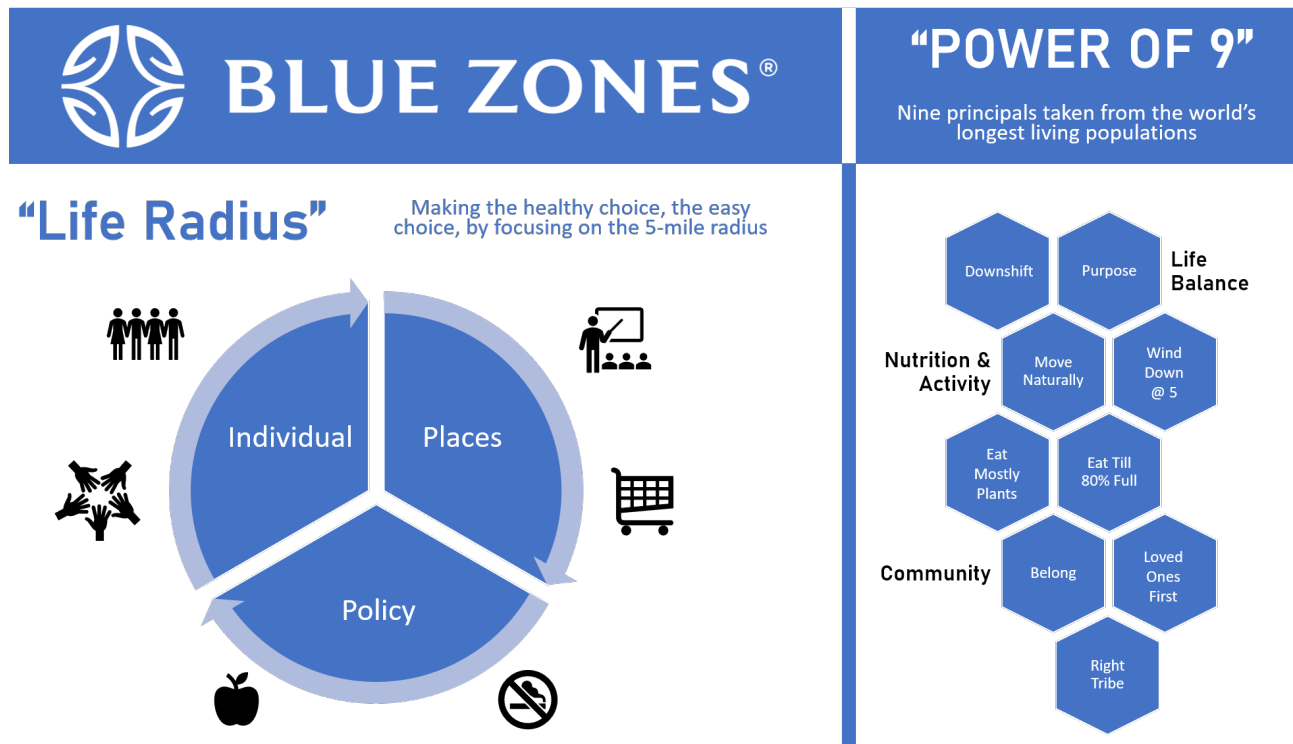 BLUE ZONES®
“Life Radius”
Making the healthy choice, the easy
choice, by focusing on the 5-mile radius
Individual
Places
Policy
“POWER OF 9”
Nine principals taken from the world’s
longest living populations
Downshift
Purpose
Life
Balance
Nutrition &
Activity
Move
Naturally
Wind
Down
@ 5
Eat
Mostly
Plants
Eat Till
80% Full
Community
Belong
Loved
Ones
First
Right
Tribe